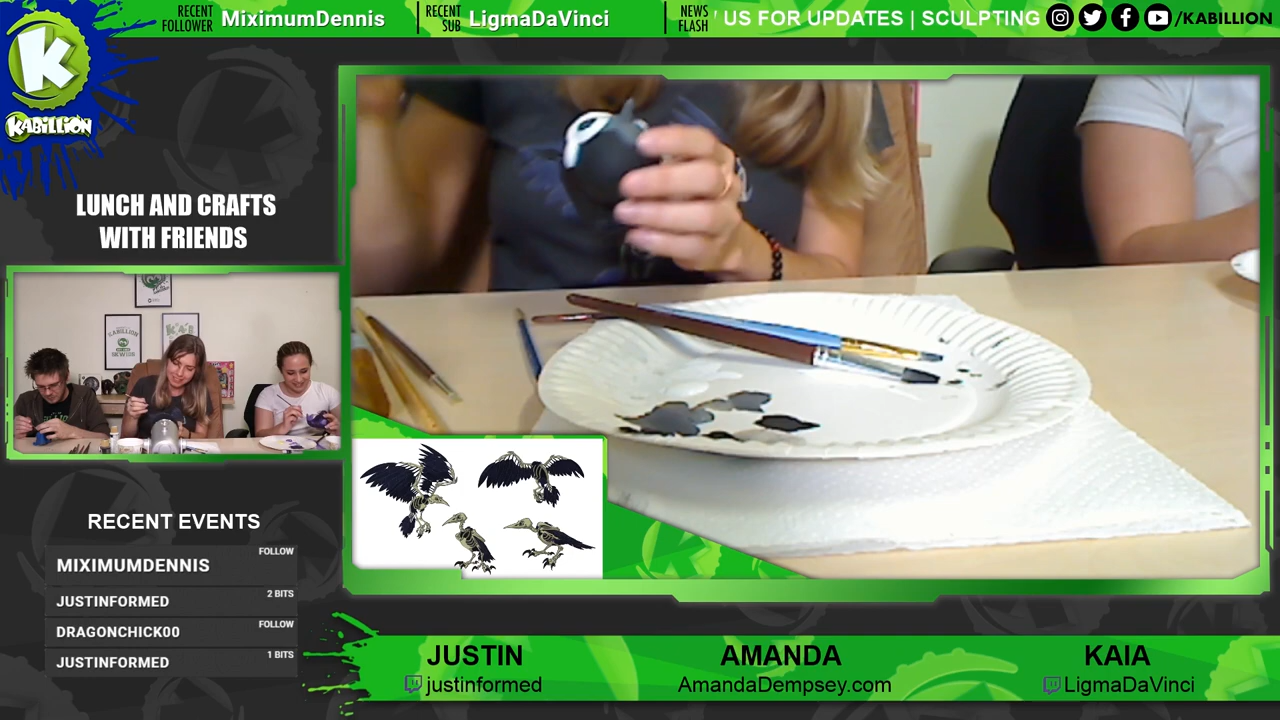 RECENT FOLLOWER MiximumDennis RECENT SUB LigmaDaVinci NEWS FLASH US FOR UPDATES | SCULPTING /KABILLION
K
KABILLION
LUNCH AND CRAFTS
WITH FRIENDS
RECENT EVENTS
FOLLOW
MIXIMUMDENNIS
2 BITS
JUSTINFORMED
FOLLOW
DRAGONCHICK00
1 BITS
JUSTINFORMED
JUSTIN AMANDA KAIA
justinformed AmandaDempsey.com LigmaDaVinci